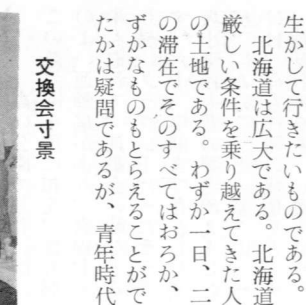 生かして行きたいものである。
北海道は広大である。北海道
厳しい条件を乗り越えてきた人
の土地である。わずか一日、二
の滞在でそのすべてはおろか、
ずかなものもとらえることがで
たかは疑問であるが、青年時代
交換会寸景